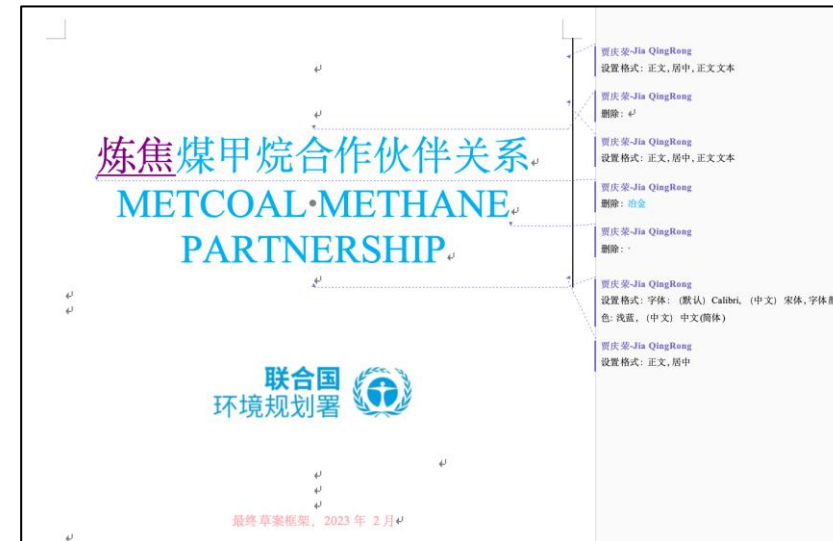 炼焦煤甲烷合作伙伴关系
METCOAL•METHANE
PARTNERSHIP
联合国
环境规划署
最终草案框架，2023 年 2 月
贾庆荣-Jia QingRong
设置格式：正文, 居中, 正文文本
贾庆荣-Jia QingRong
删除：
贾庆荣-Jia QingRong
设置格式：正文, 居中, 正文文本
贾庆荣-Jia QingRong
删除：冶金
贾庆荣-Jia QingRong
删除：
贾庆荣-Jia QingRong
设置格式：字体：(默认) Calibri, (中文) 宋体, 字体颜
色: 浅蓝, (中文) 中文(简体)
贾庆荣-Jia QingRong
设置格式：正文, 居中